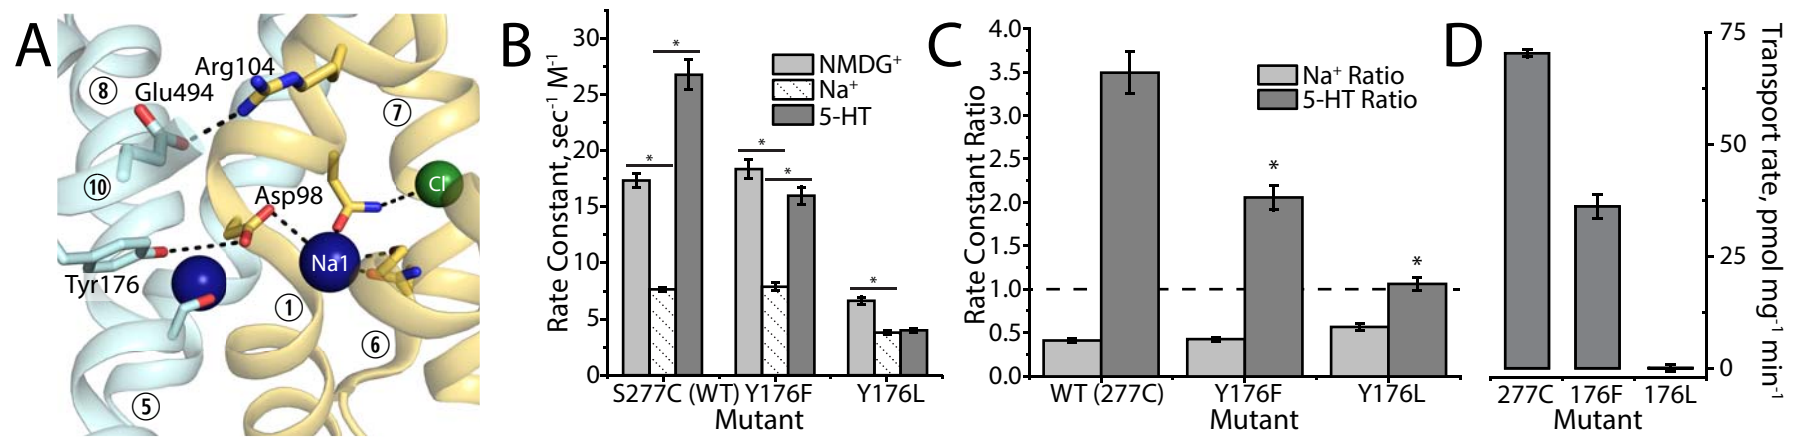 A
Arg104
Glu494
8
7
10
Asp98
Cl
Na1
Tyr176
1
6
5
B
Rate Constant, sec⁻¹ M⁻¹
30
25
20
15
10
5
0
NMDG⁺
Na⁺
5-HT
*
*
*
*
*
S277C (WT) Y176F Y176L
Mutant
C
Rate Constant Ratio
4.0
3.5
3.0
2.5
2.0
1.5
1.0
0.5
0.0
Na⁺ Ratio
5-HT Ratio
*
*
WT (277C) Y176F Y176L
Mutant
D
75
50
25
0
Transport rate, pmol mg⁻¹ min⁻¹
277C 176F 176L
Mutant